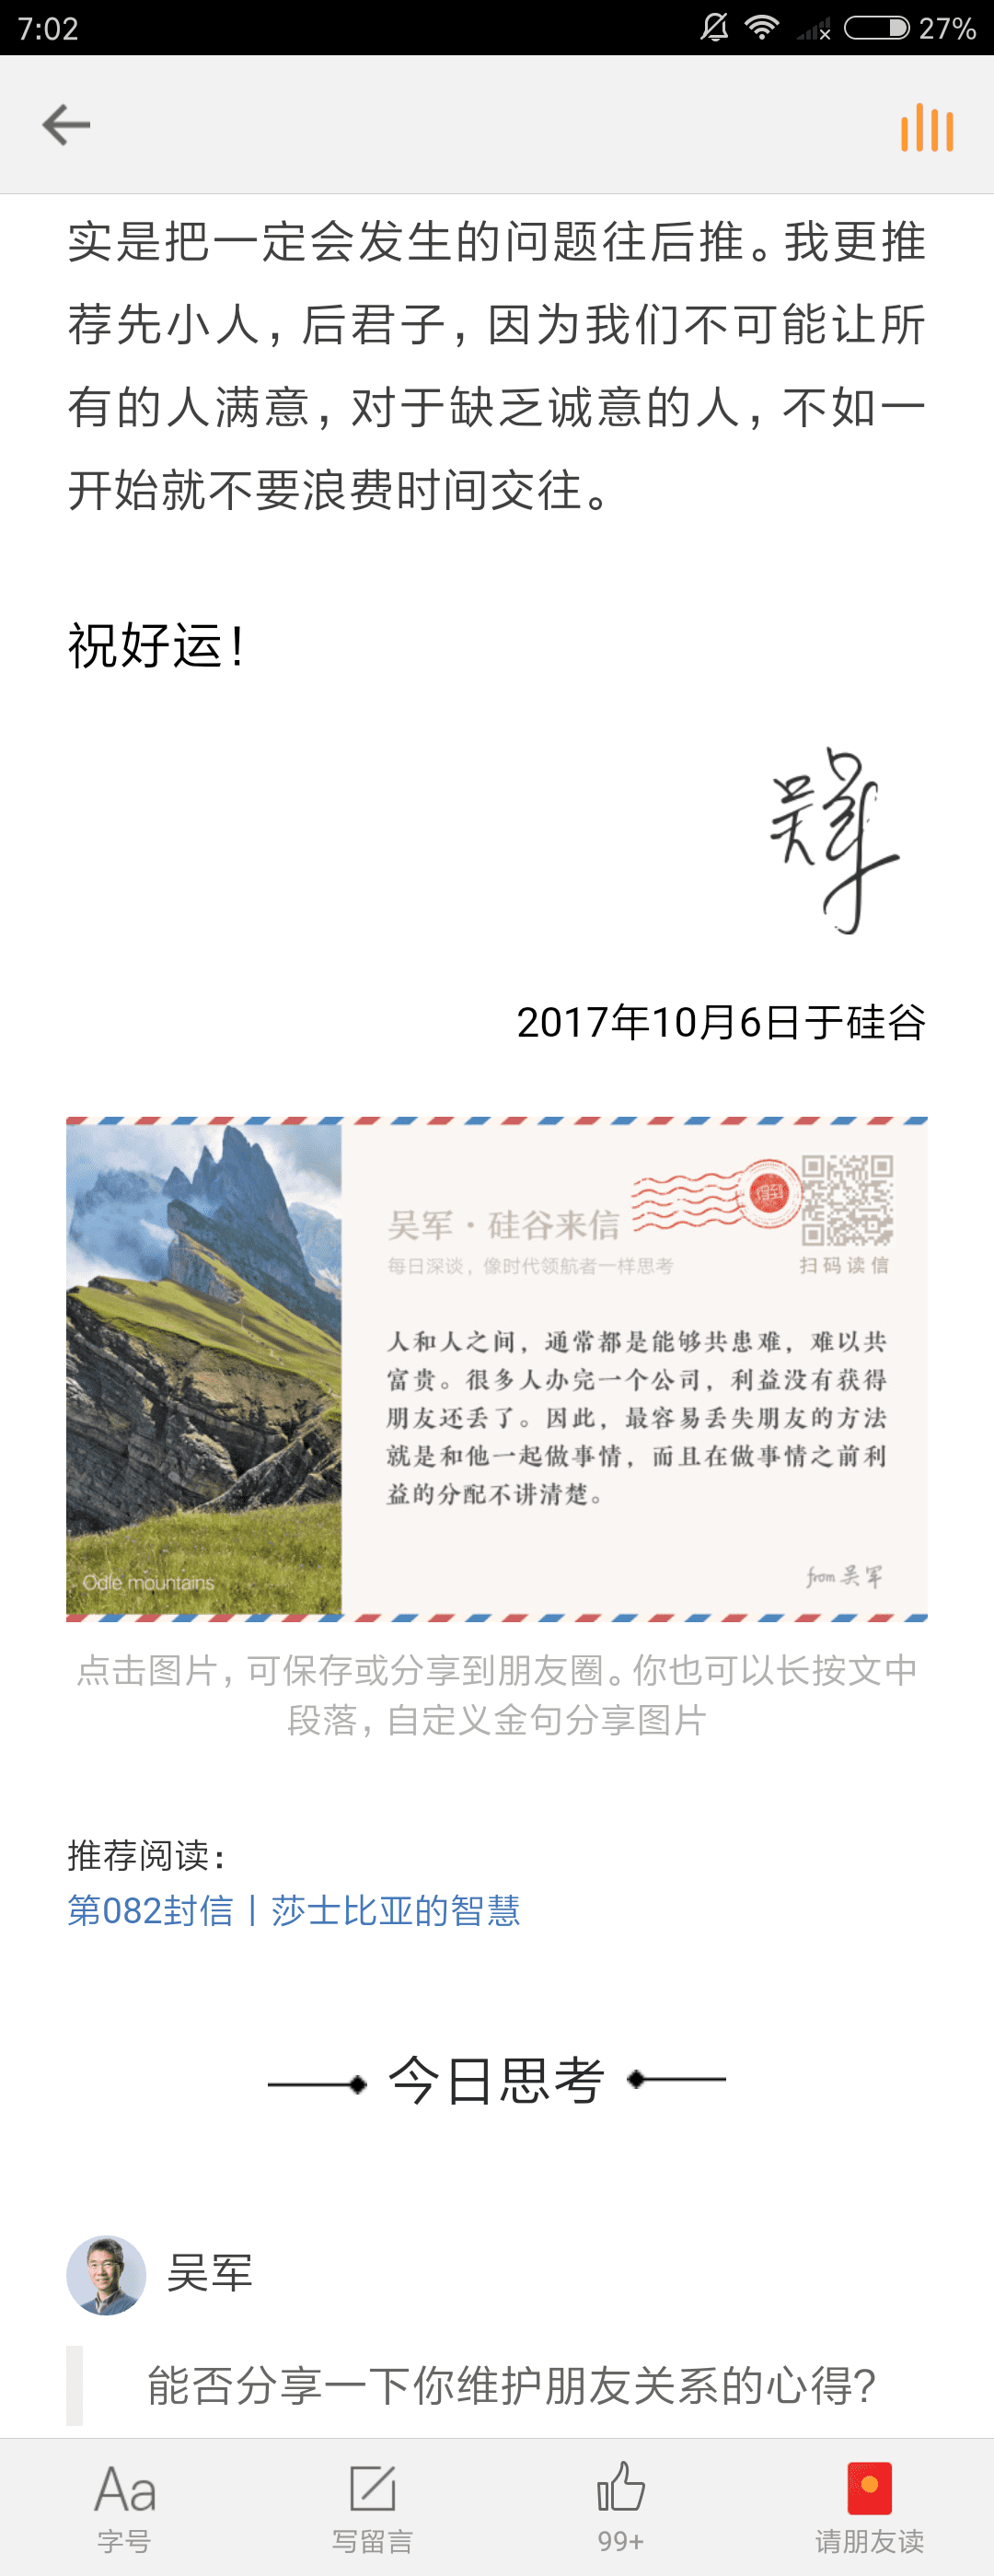 7:02
27%
实是把一定会发生的问题往后推。我更推
荐先小人，后君子，因为我们不可能让所
有的人满意，对于缺乏诚意的人，不如一
开始就不要浪费时间交往。
祝好运！
吴军
2017年10月6日于硅谷
得到
吴军·硅谷来信
每日深谈，像时代领航者一样思考
扫码读信
人和人之间，通常都是能够共患难，难以共
富贵。很多人办完一个公司，利益没有获得
朋友还丢了。因此，最容易丢失朋友的方法
就是和他一起做事情，而且在做事情之前利
益的分配不讲清楚。
Odle mountains
from 吴军
点击图片，可保存或分享到朋友圈。你也可以长按文中
段落，自定义金句分享图片
推荐阅读：
第082封信丨莎士比亚的智慧
今日思考
吴军
能否分享一下你维护朋友关系的心得?
Aa
字号
写留言
99+
请朋友读